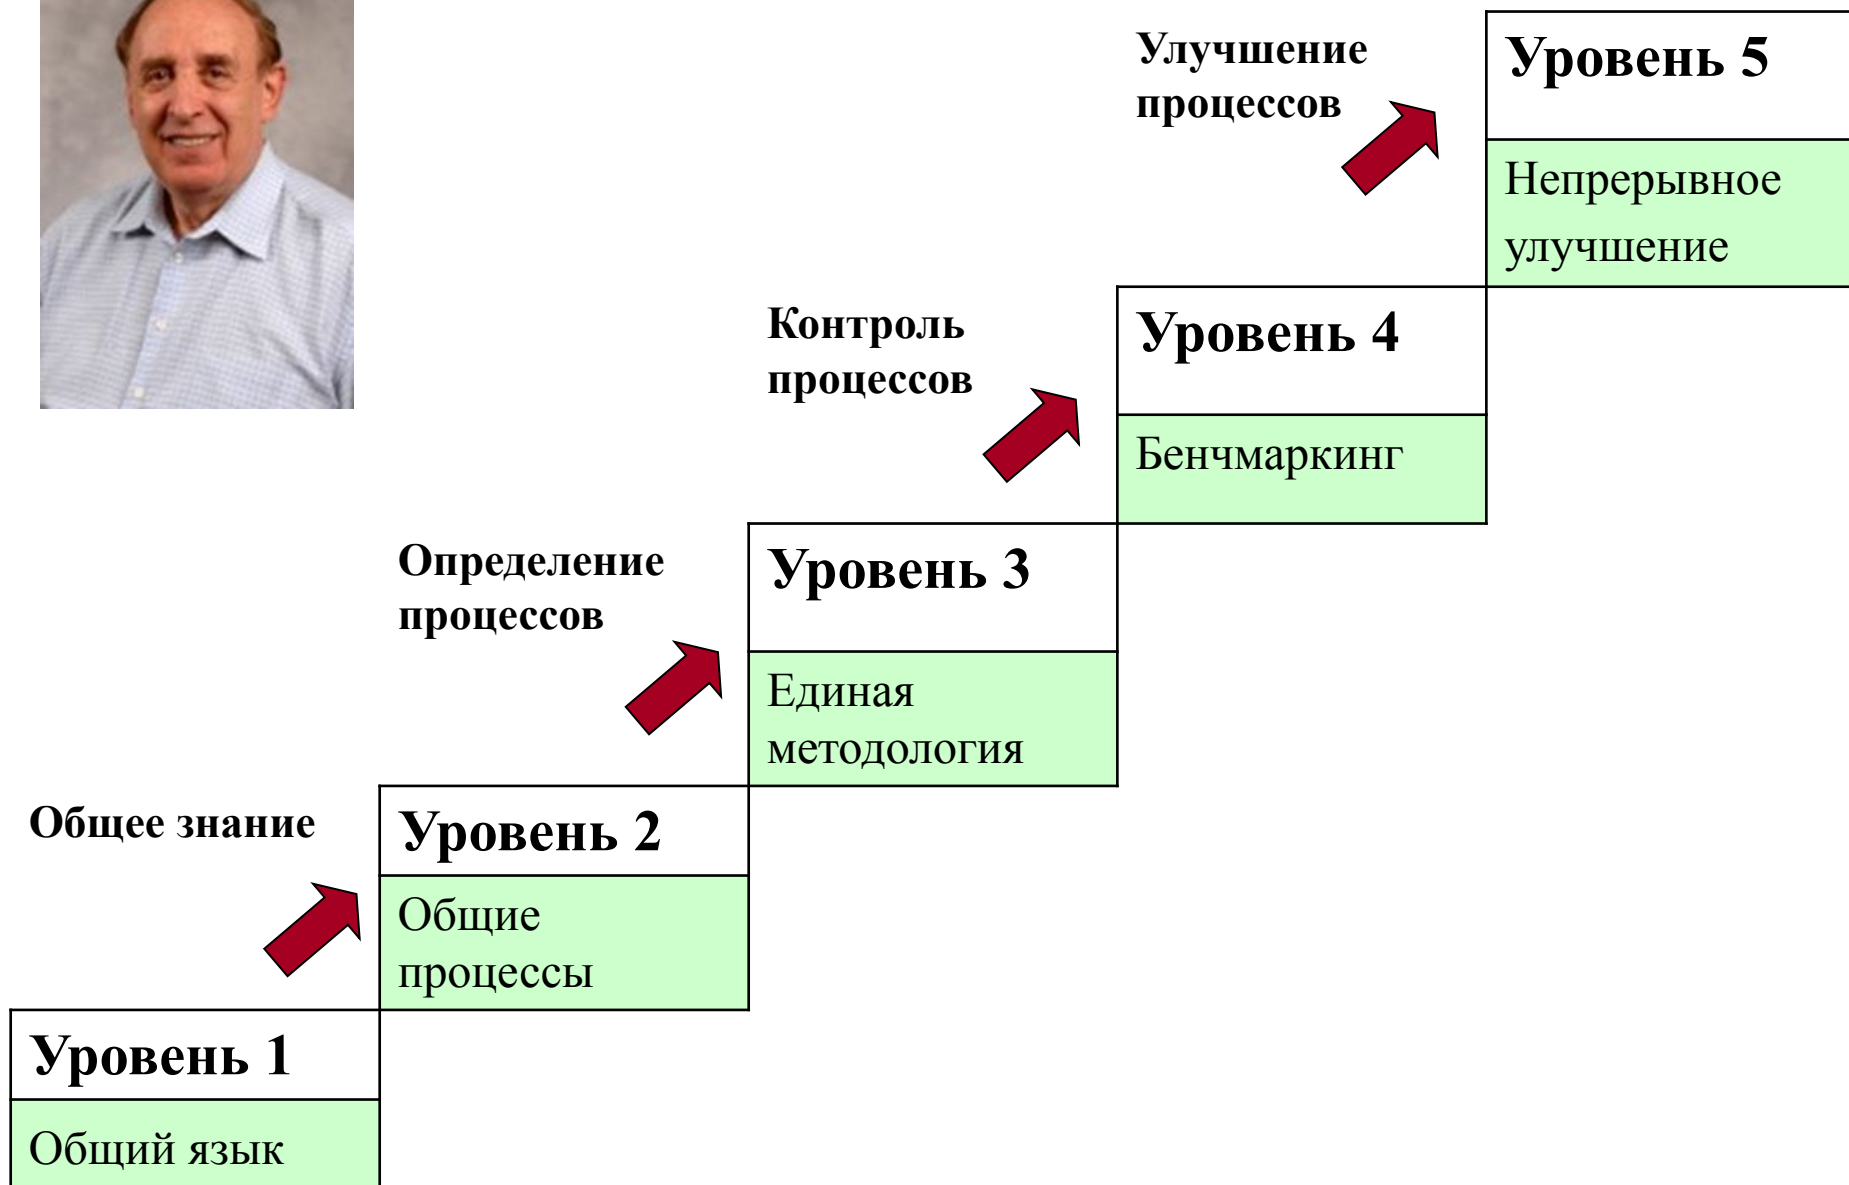 Улучшение
процессов
Уровень 5
Непрерывное
улучшение
Контроль
процессов
Уровень 4
Бенчмаркинг
Определение
процессов
Уровень 3
Единая
методология
Общее знание
Уровень 2
Общие
процессы
Уровень 1
Общий язык